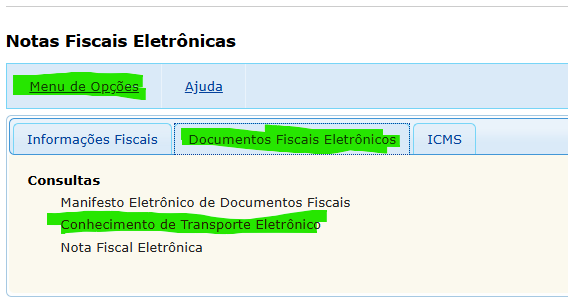 Notas Fiscais Eletrônicas
Menu de Opções Ajuda
Informações Fiscais Documentos Fiscais Eletrônicos ICMS
Consultas
Manifesto Eletrônico de Documentos Fiscais
Conhecimento de Transporte Eletrônico
Nota Fiscal Eletrônica